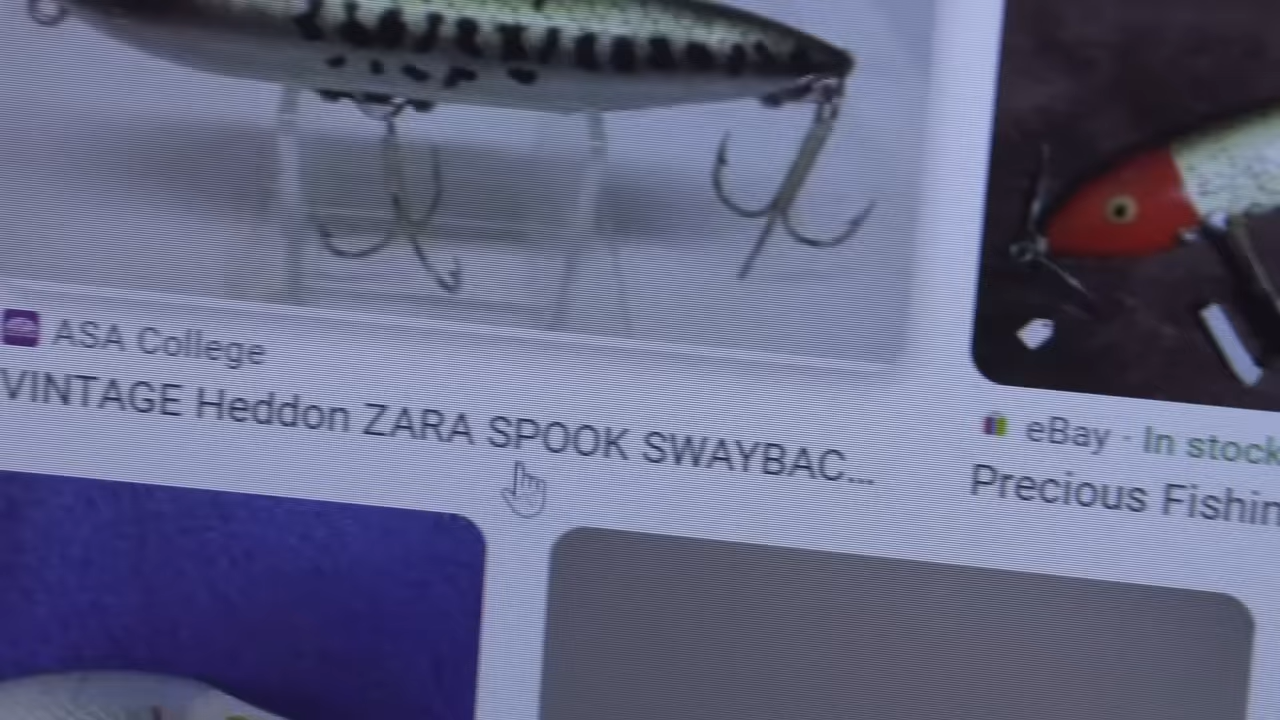 ASA College
VINTAGE Heddon ZARA SPOOK SWAYBAC...
eBay · In stock
Precious Fishin